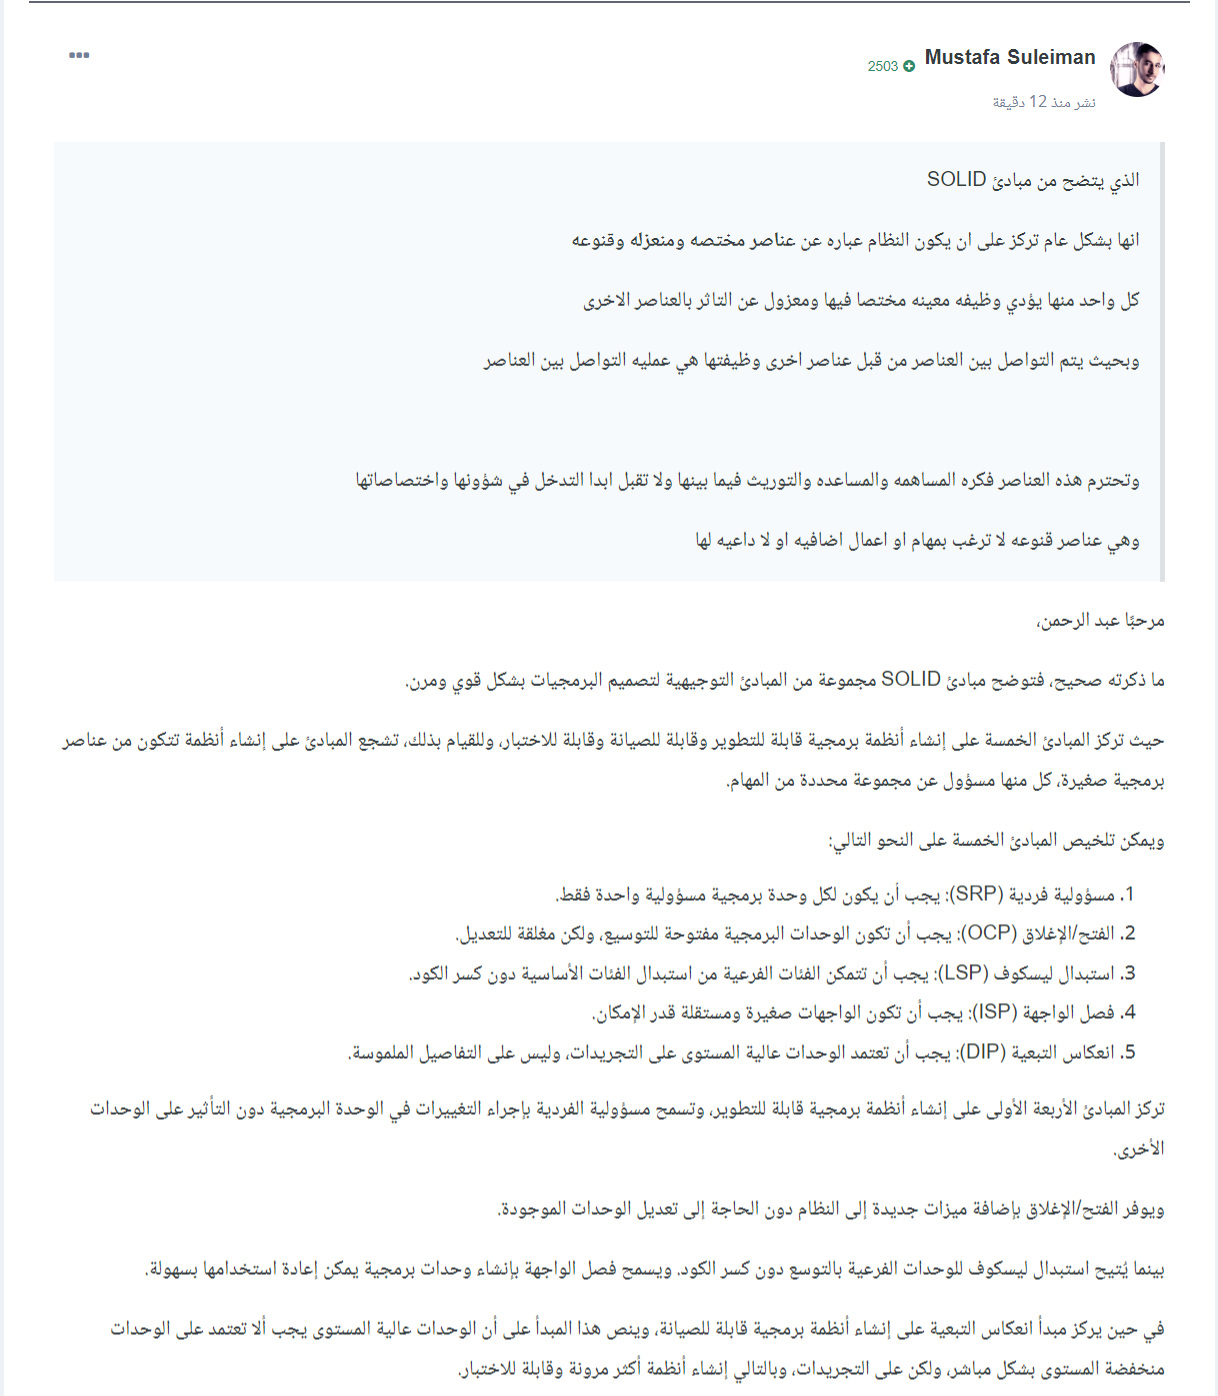 Mustafa Suleiman
2503
نشر منذ 12 دقيقة
الذي يتضح من مبادئ SOLID
انها بشكل عام تركز على ان يكون النظام عباره عن عناصر مختصه ومنعزله وقنوعه
كل واحد منها يؤدي وظيفه معينه مختصا فيها ومعزول عن التاثر بالعناصر الاخرى
وبحيث يتم التواصل بين العناصر من قبل عناصر اخرى وظيفتها هي عمليه التواصل بين العناصر
وتحترم هذه العناصر فكره المساهمه والمساعده والتوريث فيما بينها ولا تقبل ابدا التدخل في شؤونها واختصاصاتها
وهي عناصر قنوعه لا ترغب بمهام او اعمال اضافيه او لا داعيه لها
مرحبًا عبد الرحمن،
ما ذكرته صحيح، فتوضح مبادئ SOLID مجموعة من المبادئ التوجيهية لتصميم البرمجيات بشكل قوي ومرن.
حيث تركز المبادئ الخمسة على إنشاء أنظمة برمجية قابلة للتطوير وقابلة للصيانة وقابلة للاختبار، وللقيام بذلك، تشجع المبادئ على إنشاء أنظمة تتكون من عناصر
برمجية صغيرة، كل منها مسؤول عن مجموعة محددة من المهام.
ويمكن تلخيص المبادئ الخمسة على النحو التالي:
1. مسؤولية فردية (SRP): يجب أن يكون لكل وحدة برمجية مسؤولية واحدة فقط.
2. الفتح/الإغلاق (OCP): يجب أن تكون الوحدات البرمجية مفتوحة للتوسيع، ولكن مغلقة للتعديل.
3. استبدال ليسكوف (LSP): يجب أن تتمكن الفئات الفرعية من استبدال الفئات الأساسية دون كسر الكود.
4. فصل الواجهة (ISP): يجب أن تكون الواجهات صغيرة ومستقلة قدر الإمكان.
5. انعكاس التبعية (DIP): يجب أن تعتمد الوحدات عالية المستوى على التجريدات، وليس على التفاصيل الملموسة.
تركز المبادئ الأربعة الأولى على إنشاء أنظمة برمجية قابلة للتطوير، وتسمح مسؤولية الفردية بإجراء التغييرات في الوحدة البرمجية دون التأثير على الوحدات
الأخرى.
ويوفر الفتح/الإغلاق بإضافة ميزات جديدة إلى النظام دون الحاجة إلى تعديل الوحدات الموجودة.
بينما يُتيح استبدال ليسكوف للوحدات الفرعية بالتوسع دون كسر الكود. ويسمح فصل الواجهة بإنشاء وحدات برمجية يمكن إعادة استخدامها بسهولة.
في حين يركز مبدأ انعكاس التبعية على إنشاء أنظمة برمجية قابلة للصيانة، وينص هذا المبدأ على أن الوحدات عالية المستوى يجب ألا تعتمد على الوحدات
منخفضة المستوى بشكل مباشر، ولكن على التجريدات، وبالتالي إنشاء أنظمة أكثر مرونة وقابلة للاختبار.